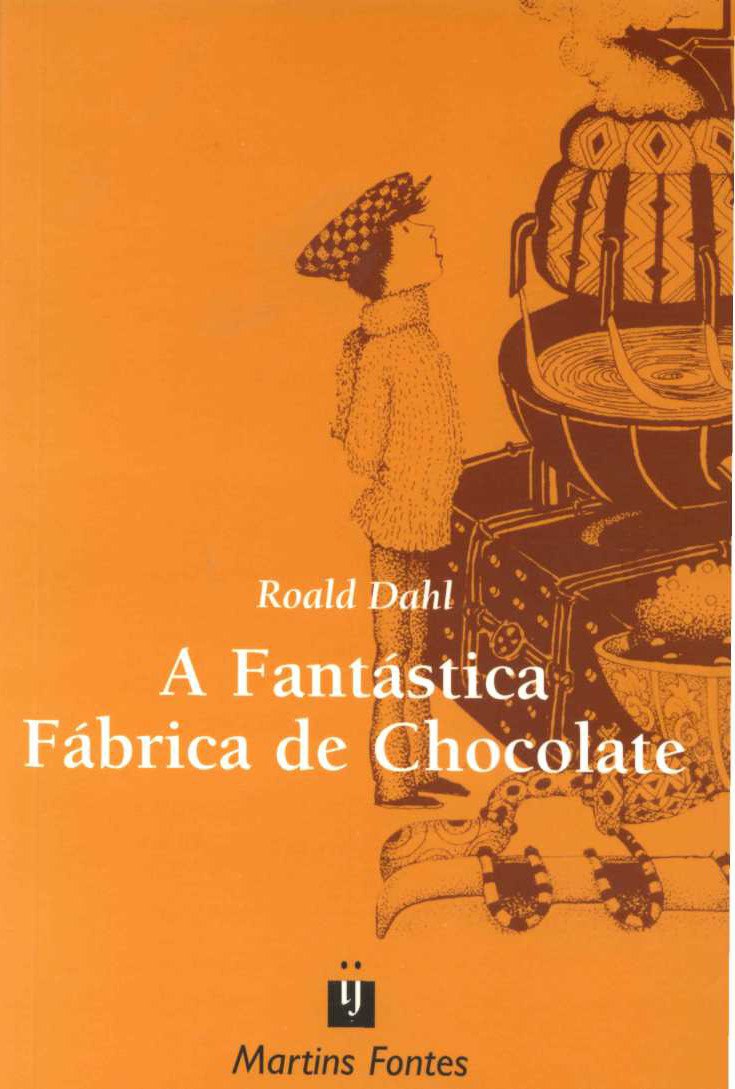 Roald Dahl
A Fantástica
Fábrica de Chocolate
ij
Martins Fontes